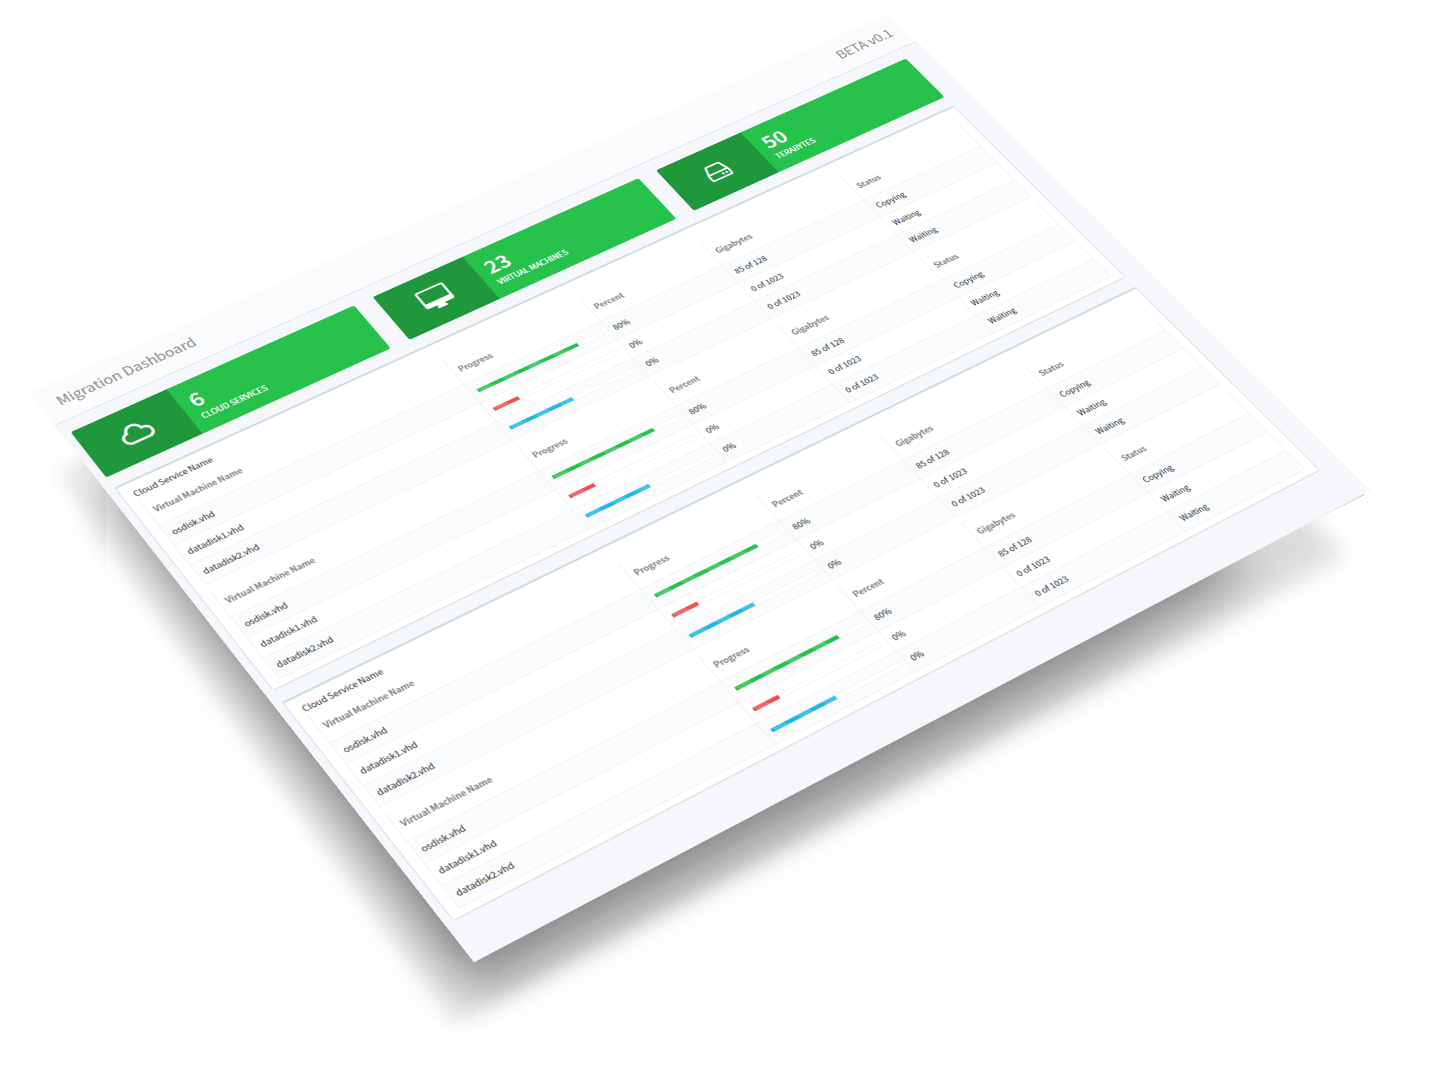 Migration Dashboard BETA v0.1
6
CLOUD SERVICES
23
VIRTUAL MACHINES
50
TERABYTES
Cloud Service Name
Virtual Machine Name Progress Percent Gigabytes Status
osdisk.vhd 80% 85 of 128 Copying
datadisk1.vhd 0% 0 of 1023 Waiting
datadisk2.vhd 0% 0 of 1023 Waiting
Virtual Machine Name Progress Percent Gigabytes Status
osdisk.vhd 80% 85 of 128 Copying
datadisk1.vhd 0% 0 of 1023 Waiting
datadisk2.vhd 0% 0 of 1023 Waiting
Cloud Service Name
Virtual Machine Name Progress Percent Gigabytes Status
osdisk.vhd 80% 85 of 128 Copying
datadisk1.vhd 0% 0 of 1023 Waiting
datadisk2.vhd 0% 0 of 1023 Waiting
Virtual Machine Name Progress Percent Gigabytes Status
osdisk.vhd 80% 85 of 128 Copying
datadisk1.vhd 0% 0 of 1023 Waiting
datadisk2.vhd 0% 0 of 1023 Waiting